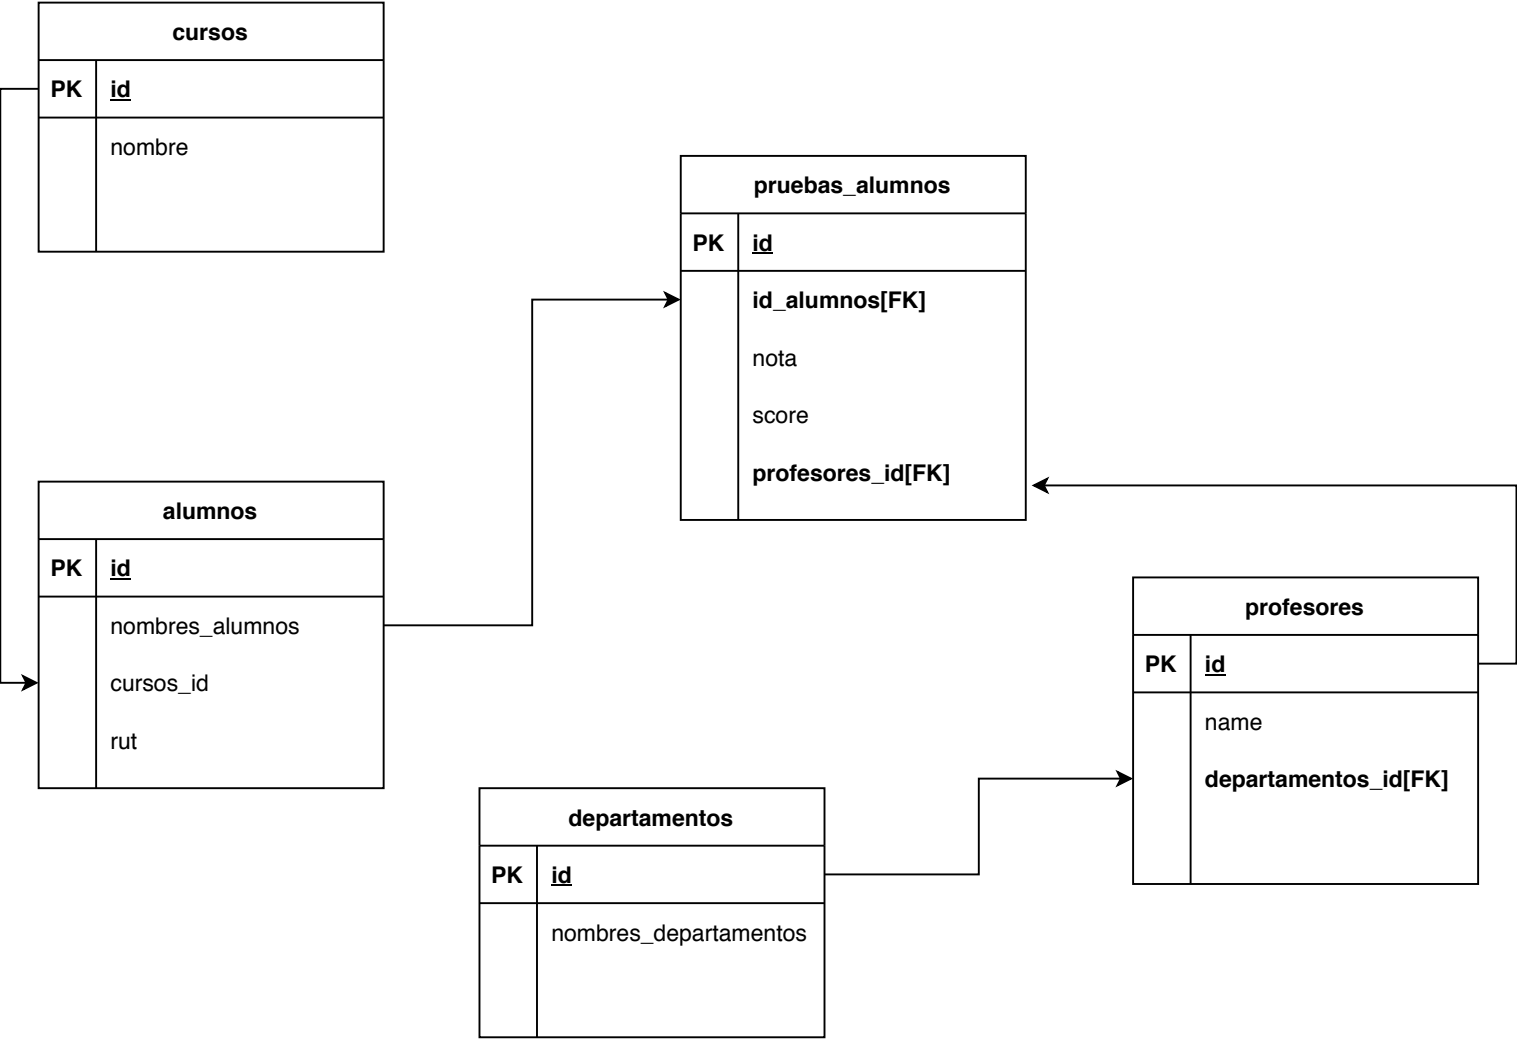 cursos
PK id
nombre
pruebas_alumnos
PK id
id_alumnos[FK]
nota
score
profesores_id[FK]
alumnos
PK id
nombres_alumnos
cursos_id
rut
profesores
PK id
name
departamentos_id[FK]
departamentos
PK id
nombres_departamentos